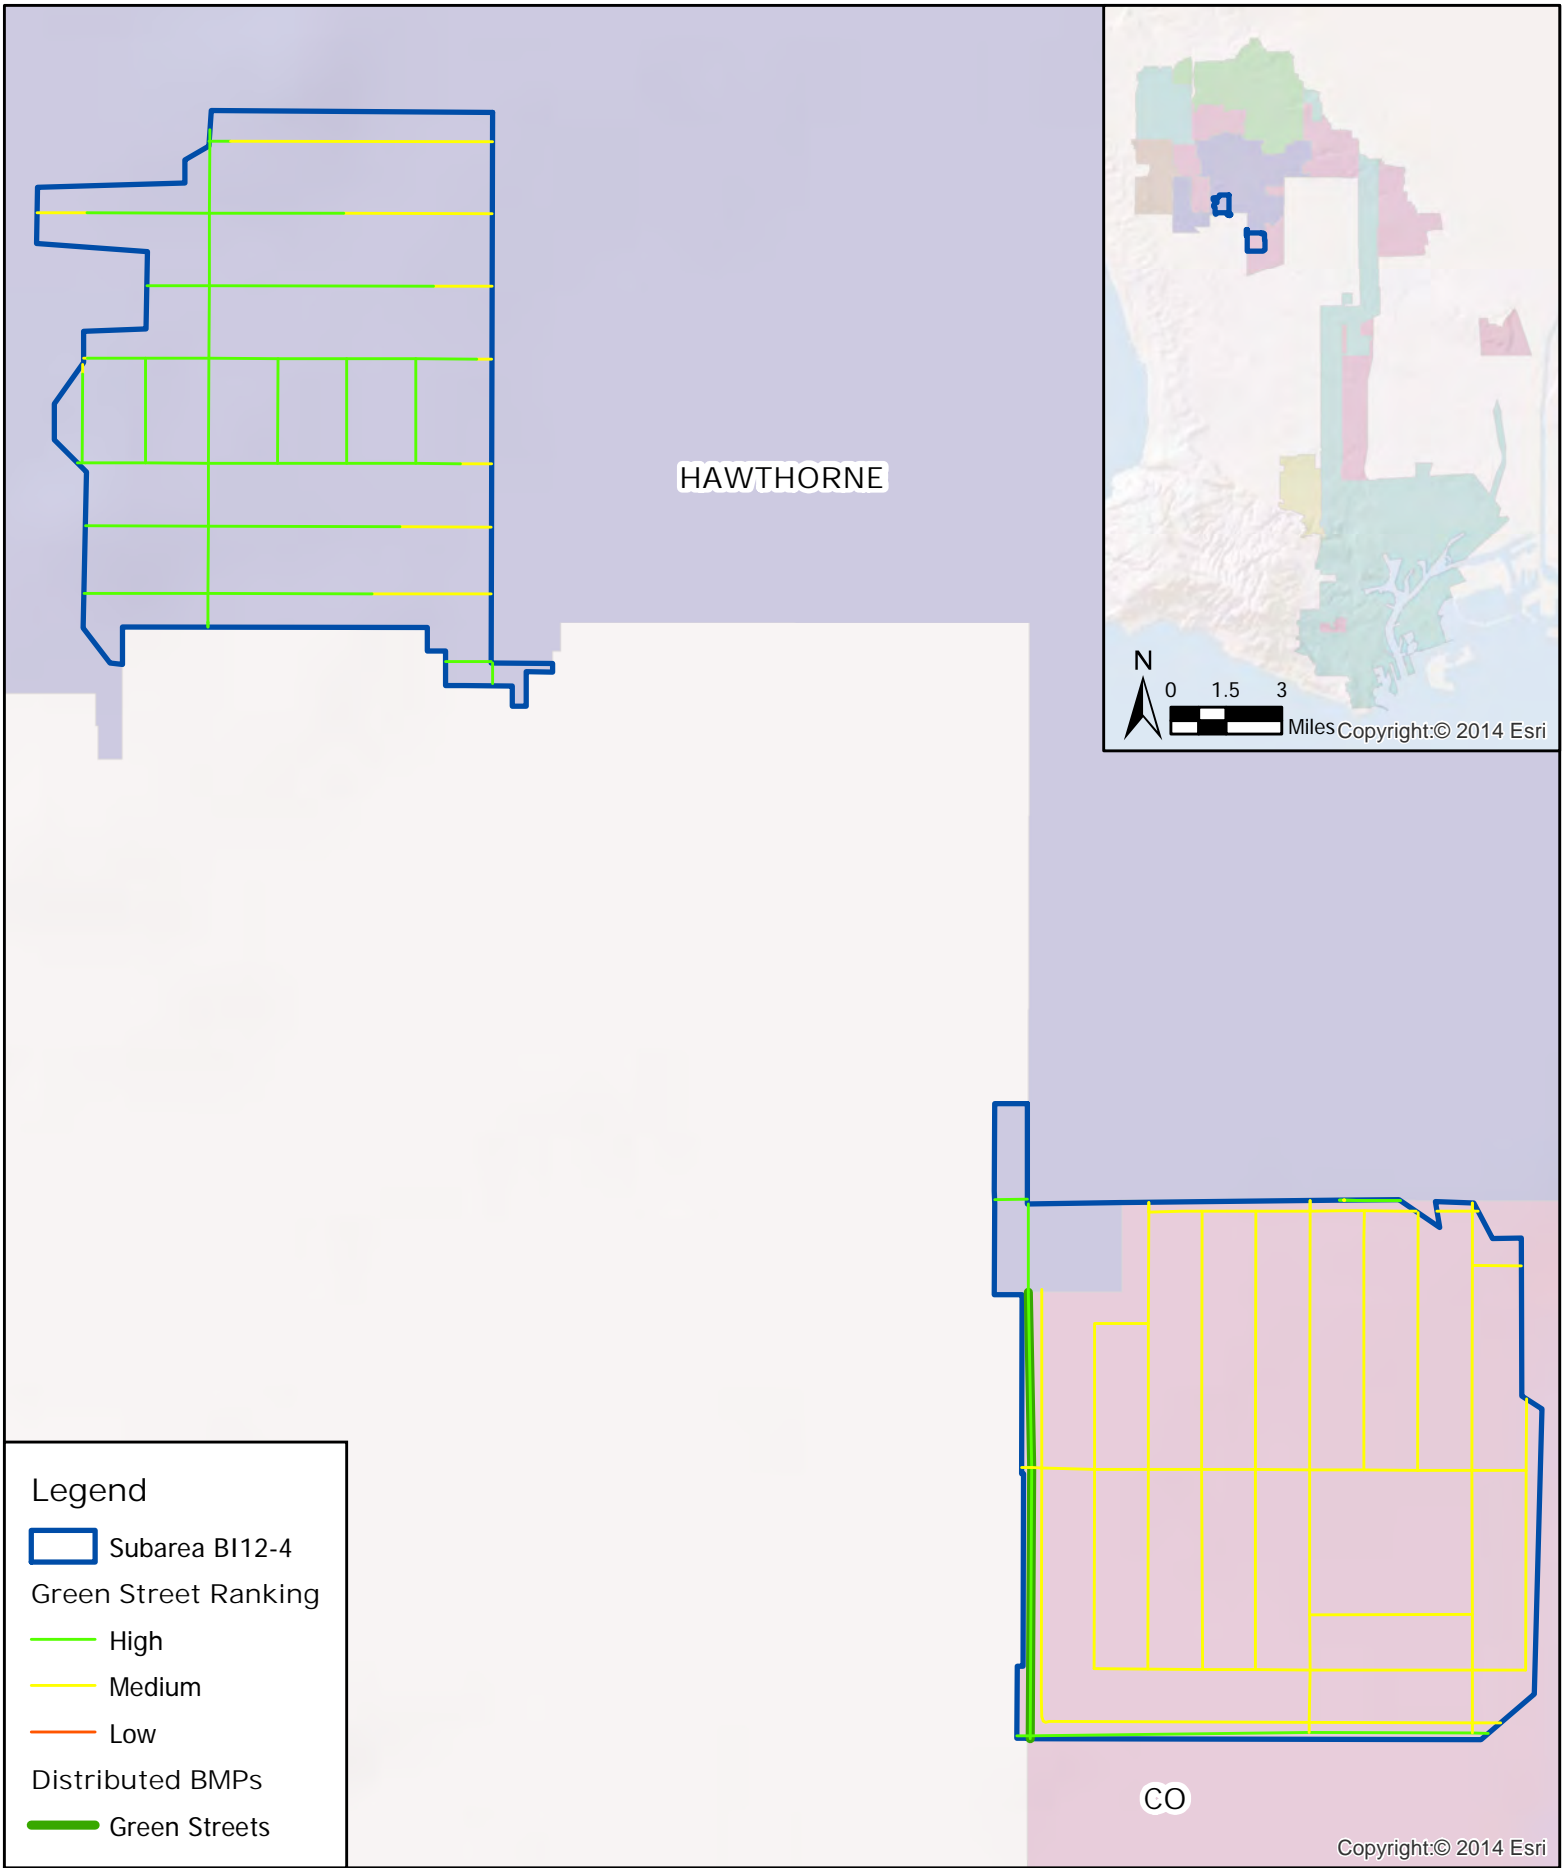 HAWTHORNE
N
0 1.5 3
Miles
Copyright:© 2014 Esri
Legend
Subarea BI12-4
Green Street Ranking
High
Medium
Low
Distributed BMPs
Green Streets
CO
Copyright:© 2014 Esri